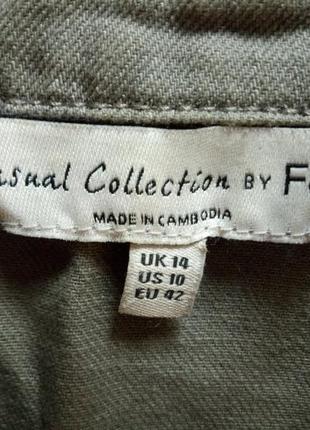 asual Collection BY F
MADE IN CAMBODIA
UK 14
US 10
EU 42